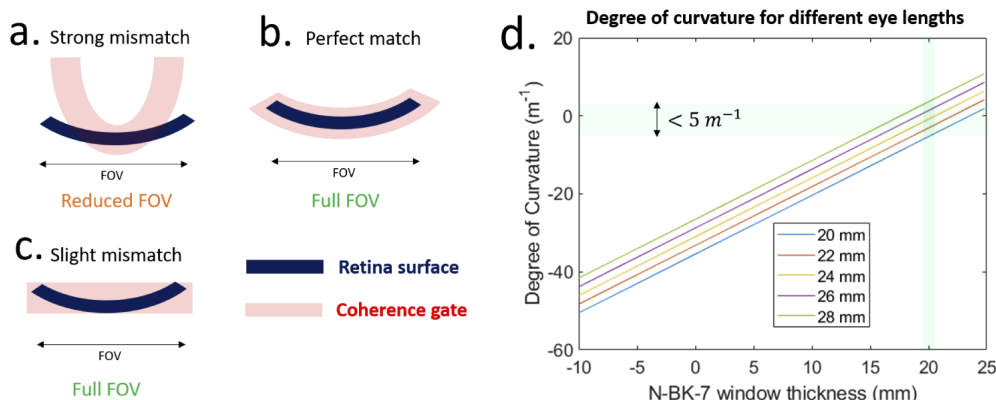 a.
Strong mismatch
FOV
Reduced FOV
b.
Perfect match
FOV
Full FOV
c.
Slight mismatch
FOV
Full FOV
Retina surface
Coherence gate
d.
Degree of curvature for different eye lengths
Degree of Curvature (m⁻¹)
20
0
-20
-40
-60
< 5 m⁻¹
20 mm
22 mm
24 mm
26 mm
28 mm
-10
-5
0
5
10
15
20
25
N-BK-7 window thickness (mm)